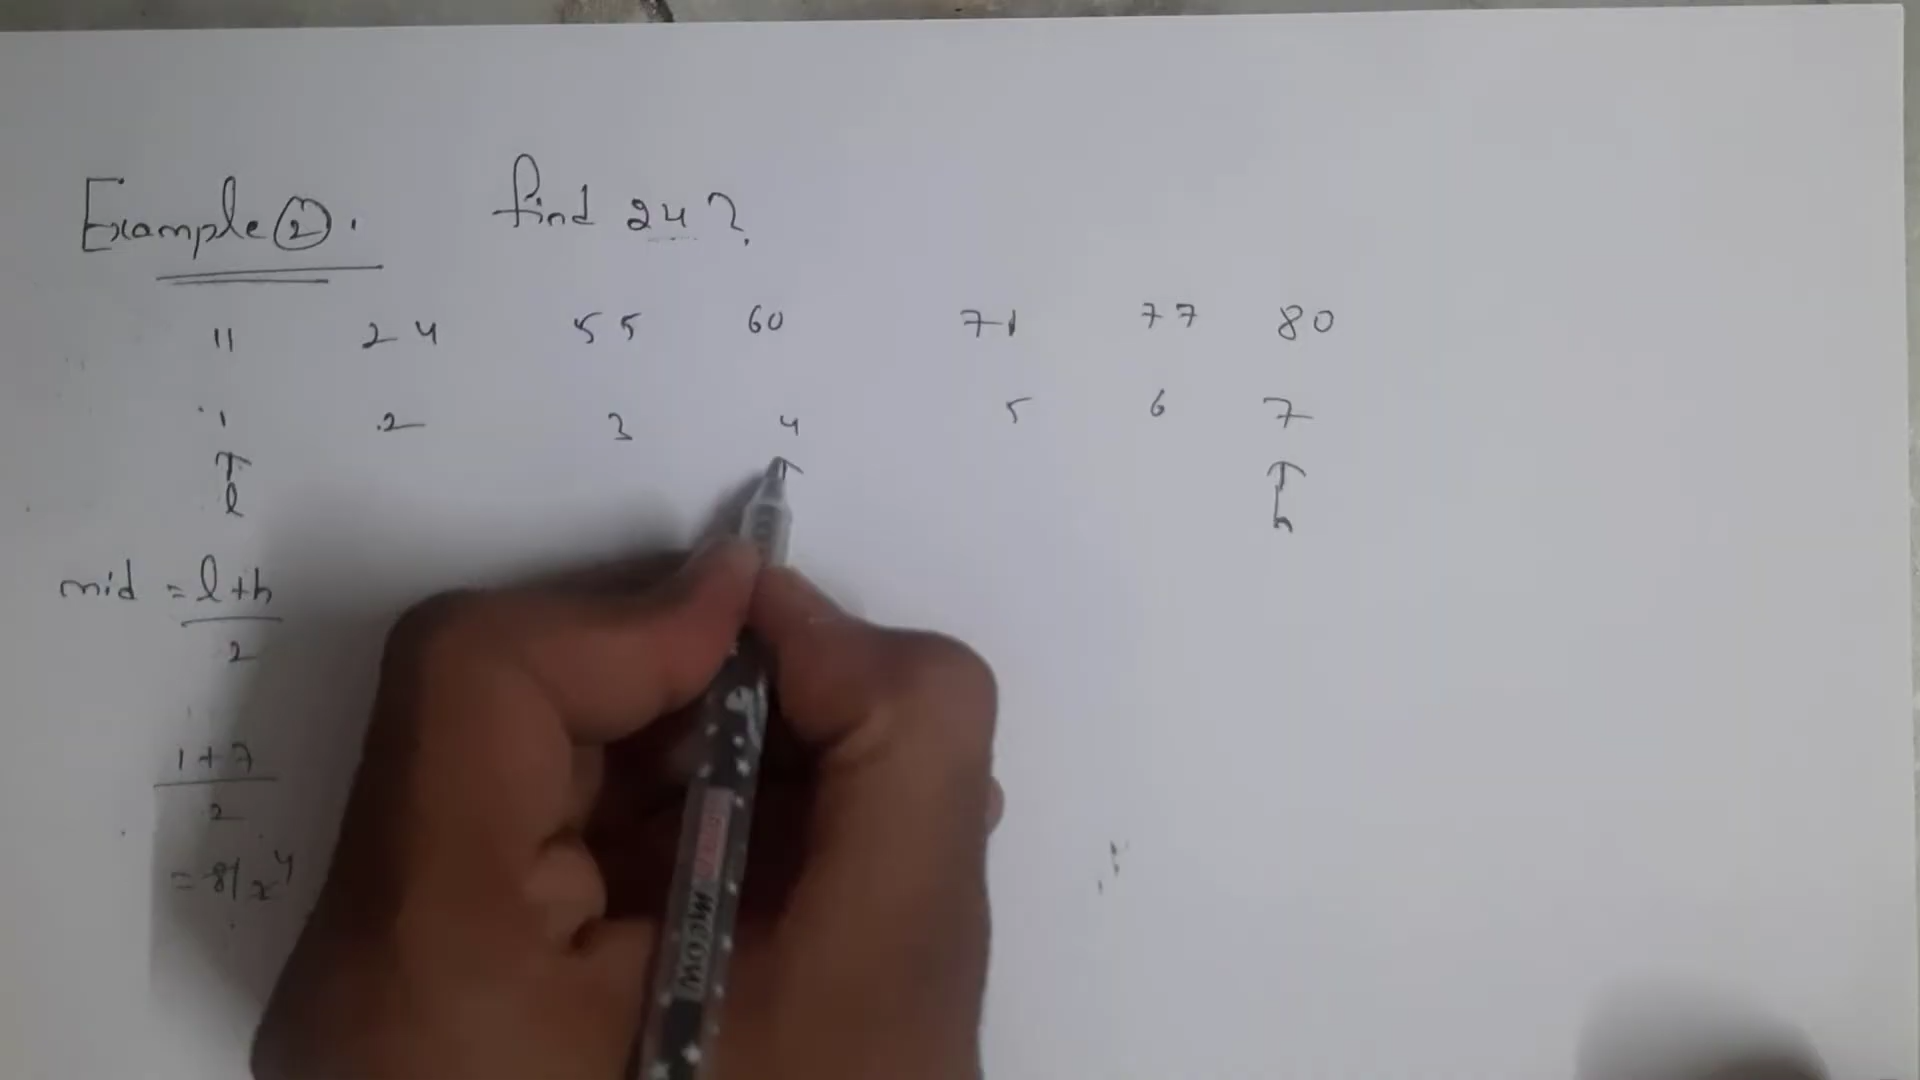 Example ②. find 24?
11 24 55 60 71 77 80
1 2 3 4 5 6 7
↑ ↑ ↑
l h
mid = l+h
2
1+7
2
= 8/2 4